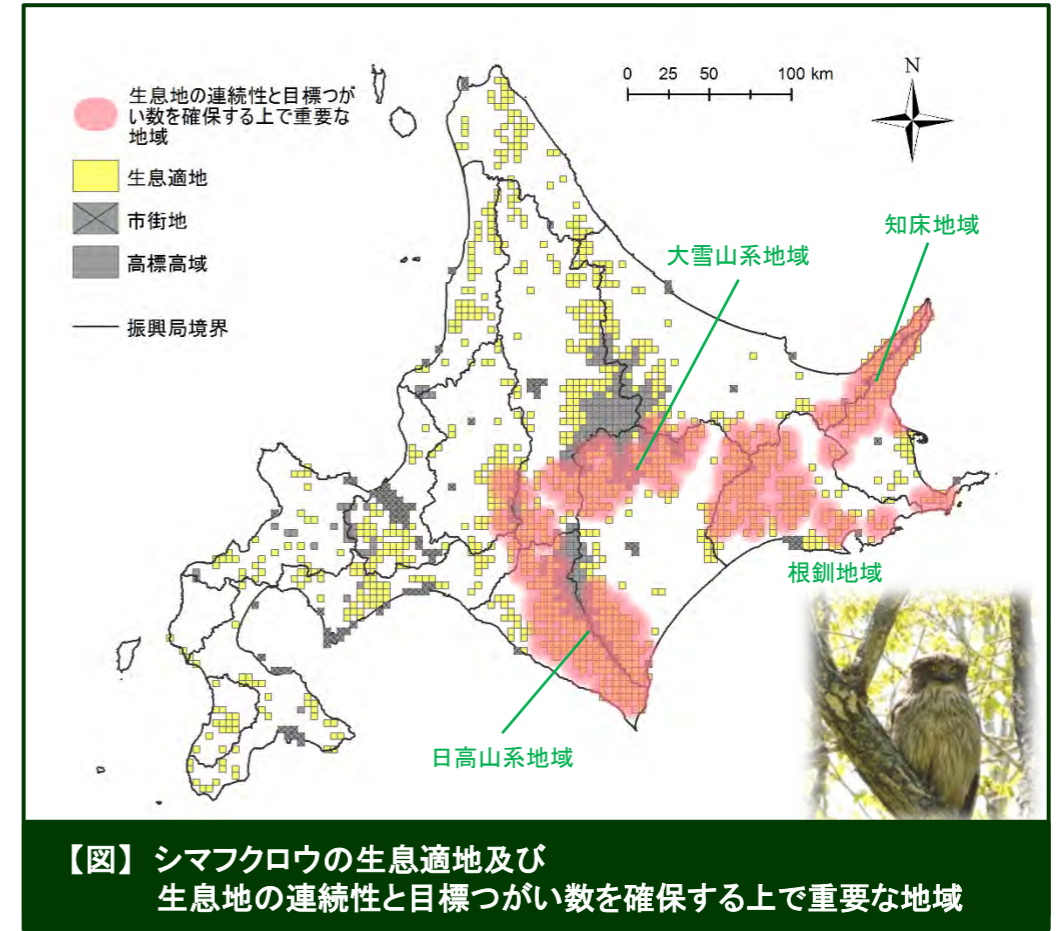 0 25 50 100 km
N
生息地の連続性と目標つが
い数を確保する上で重要な
地域
生息適地
市街地
高標高域
振興局境界
知床地域
大雪山系地域
根釧地域
日高山系地域
【図】 シマフクロウの生息適地及び
生息地の連続性と目標つがい数を確保する上で重要な地域